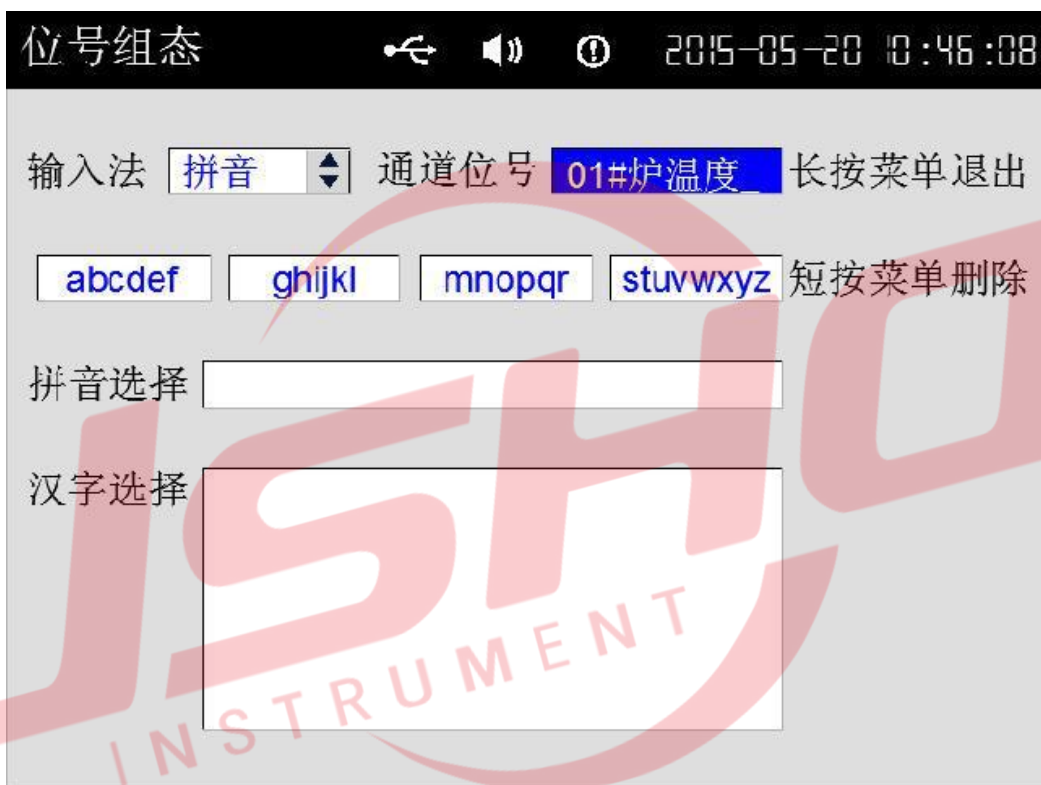 位号组态 2015-05-20 10:46:08
输入法 拼音 通道位号 01#炉温度_ 长按菜单退出
abcdef ghijkl mnopqr stuvwxyz 短按菜单删除
拼音选择
汉字选择
JSHO
INSTRUMENT